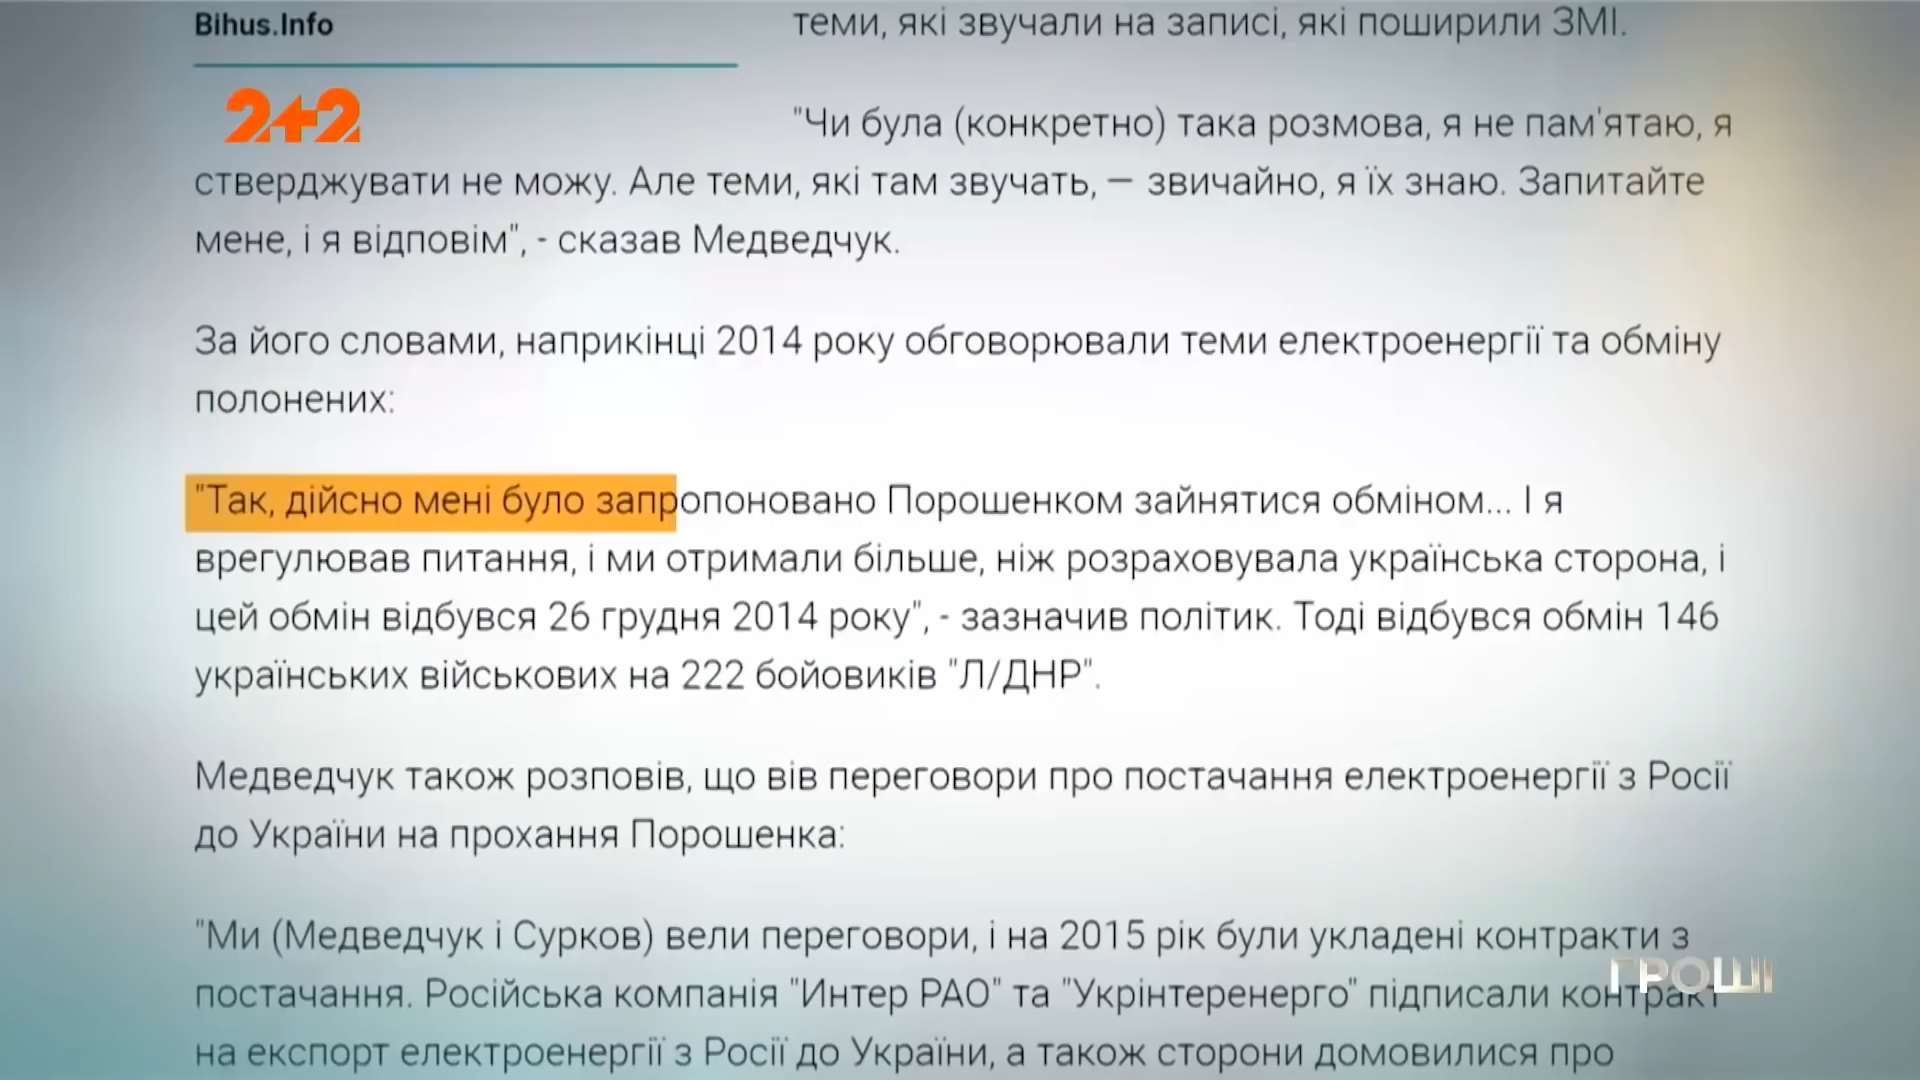 Bihus.Info
теми, які звучали на записі, які поширили ЗМІ.
2+2
"Чи була (конкретно) така розмова, я не пам'ятаю, я
стверджувати не можу. Але теми, які там звучать, — звичайно, я їх знаю. Запитайте
мене, і я відповім", - сказав Медведчук.
За його словами, наприкінці 2014 року обговорювали теми електроенергії та обміну
полонених:
"Так, дійсно мені було запропоновано Порошенком зайнятися обміном... І я
врегулював питання, і ми отримали більше, ніж розраховувала українська сторона, і
цей обмін відбувся 26 грудня 2014 року", - зазначив політик. Тоді відбувся обмін 146
українських військових на 222 бойовиків "Л/ДНР".
Медведчук також розповів, що вів переговори про постачання електроенергії з Росії
до України на прохання Порошенка:
"Ми (Медведчук і Сурков) вели переговори, і на 2015 рік були укладені контракти з
постачання. Російська компанія "Интер РАО" та "Укрінтеренерго" підписали контракт
на експорт електроенергії з Росії до України, а також сторони домовилися про
ГРОШІ